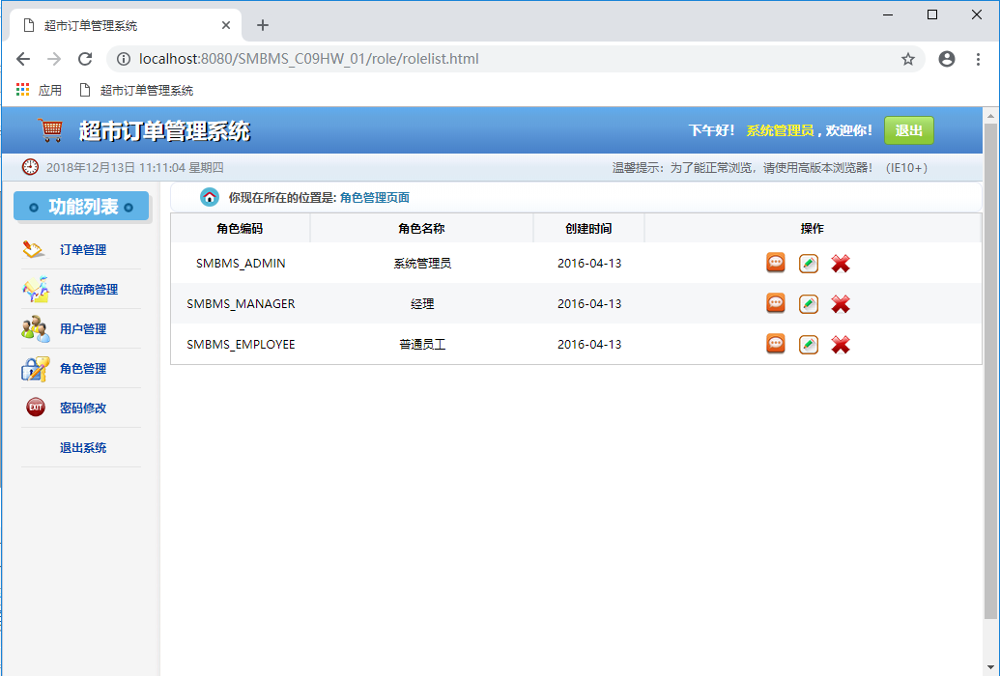 超市订单管理系统
localhost:8080/SMBMS_C09HW_01/role/rolelist.html
应用 超市订单管理系统
超市订单管理系统 下午好！ 系统管理员 , 欢迎你！ 退出
2018年12月13日 11:11:04 星期四 温馨提示：为了能正常浏览，请使用高版本浏览器！（IE10+）
功能列表
你现在所在的位置是: 角色管理页面
角色编码 角色名称 创建时间 操作
SMBMS_ADMIN 系统管理员 2016-04-13
SMBMS_MANAGER 经理 2016-04-13
SMBMS_EMPLOYEE 普通员工 2016-04-13
订单管理
供应商管理
用户管理
角色管理
EXIT 密码修改
退出系统